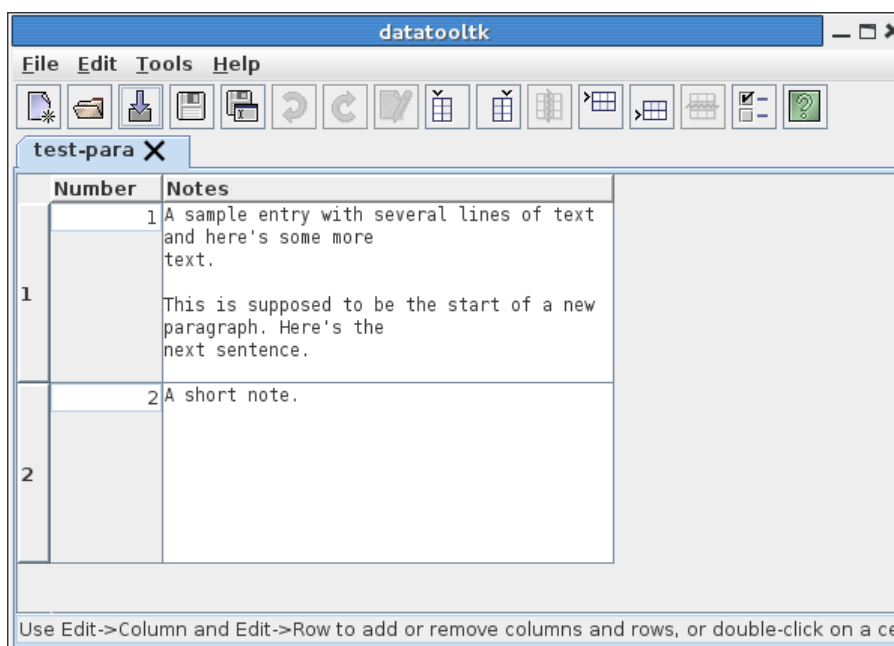 datatooltk
File Edit Tools Help
test-para
Number Notes
1 1 A sample entry with several lines of text
and here's some more
text.
This is supposed to be the start of a new
paragraph. Here's the
next sentence.
2 2 A short note.
Use Edit->Column and Edit->Row to add or remove columns and rows, or double-click on a